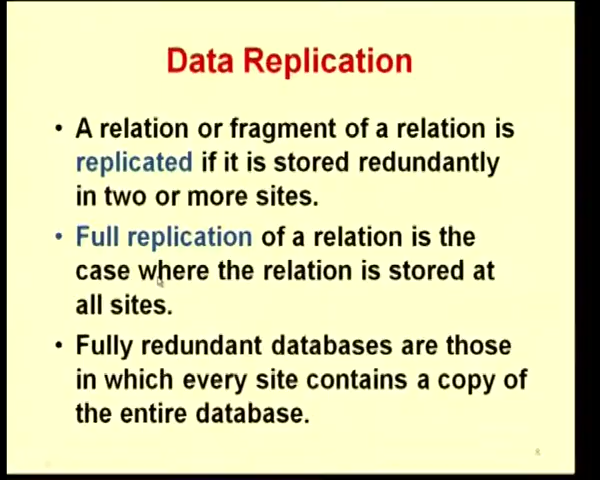 Data Replication
• A relation or fragment of a relation is
replicated if it is stored redundantly
in two or more sites.
• Full replication of a relation is the
case where the relation is stored at
all sites.
• Fully redundant databases are those
in which every site contains a copy of
the entire database.
8